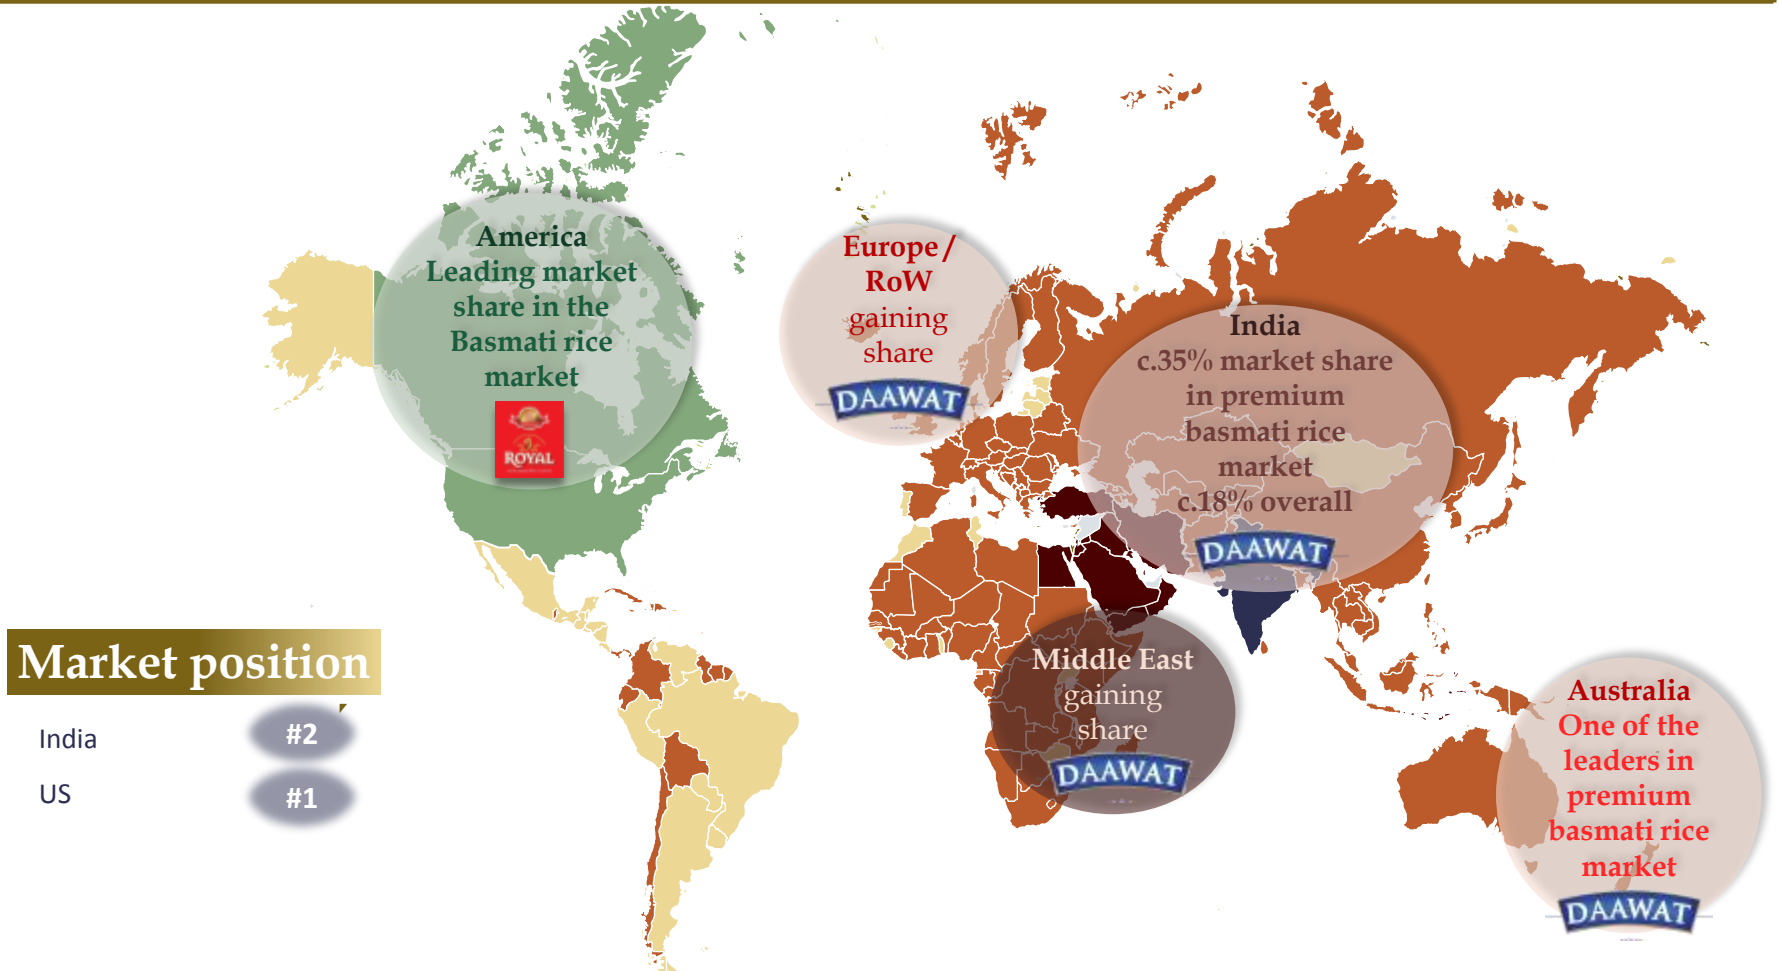 America
Leading market
share in the
Basmati rice
market
ROYAL
Europe /
RoW
gaining
share
DAAWAT
India
c.35% market share
in premium
basmati rice
market
c.18% overall
DAAWAT
Middle East
gaining
share
DAAWAT
Australia
One of the
leaders in
premium
basmati rice
market
DAAWAT
Market position
India #2
US #1